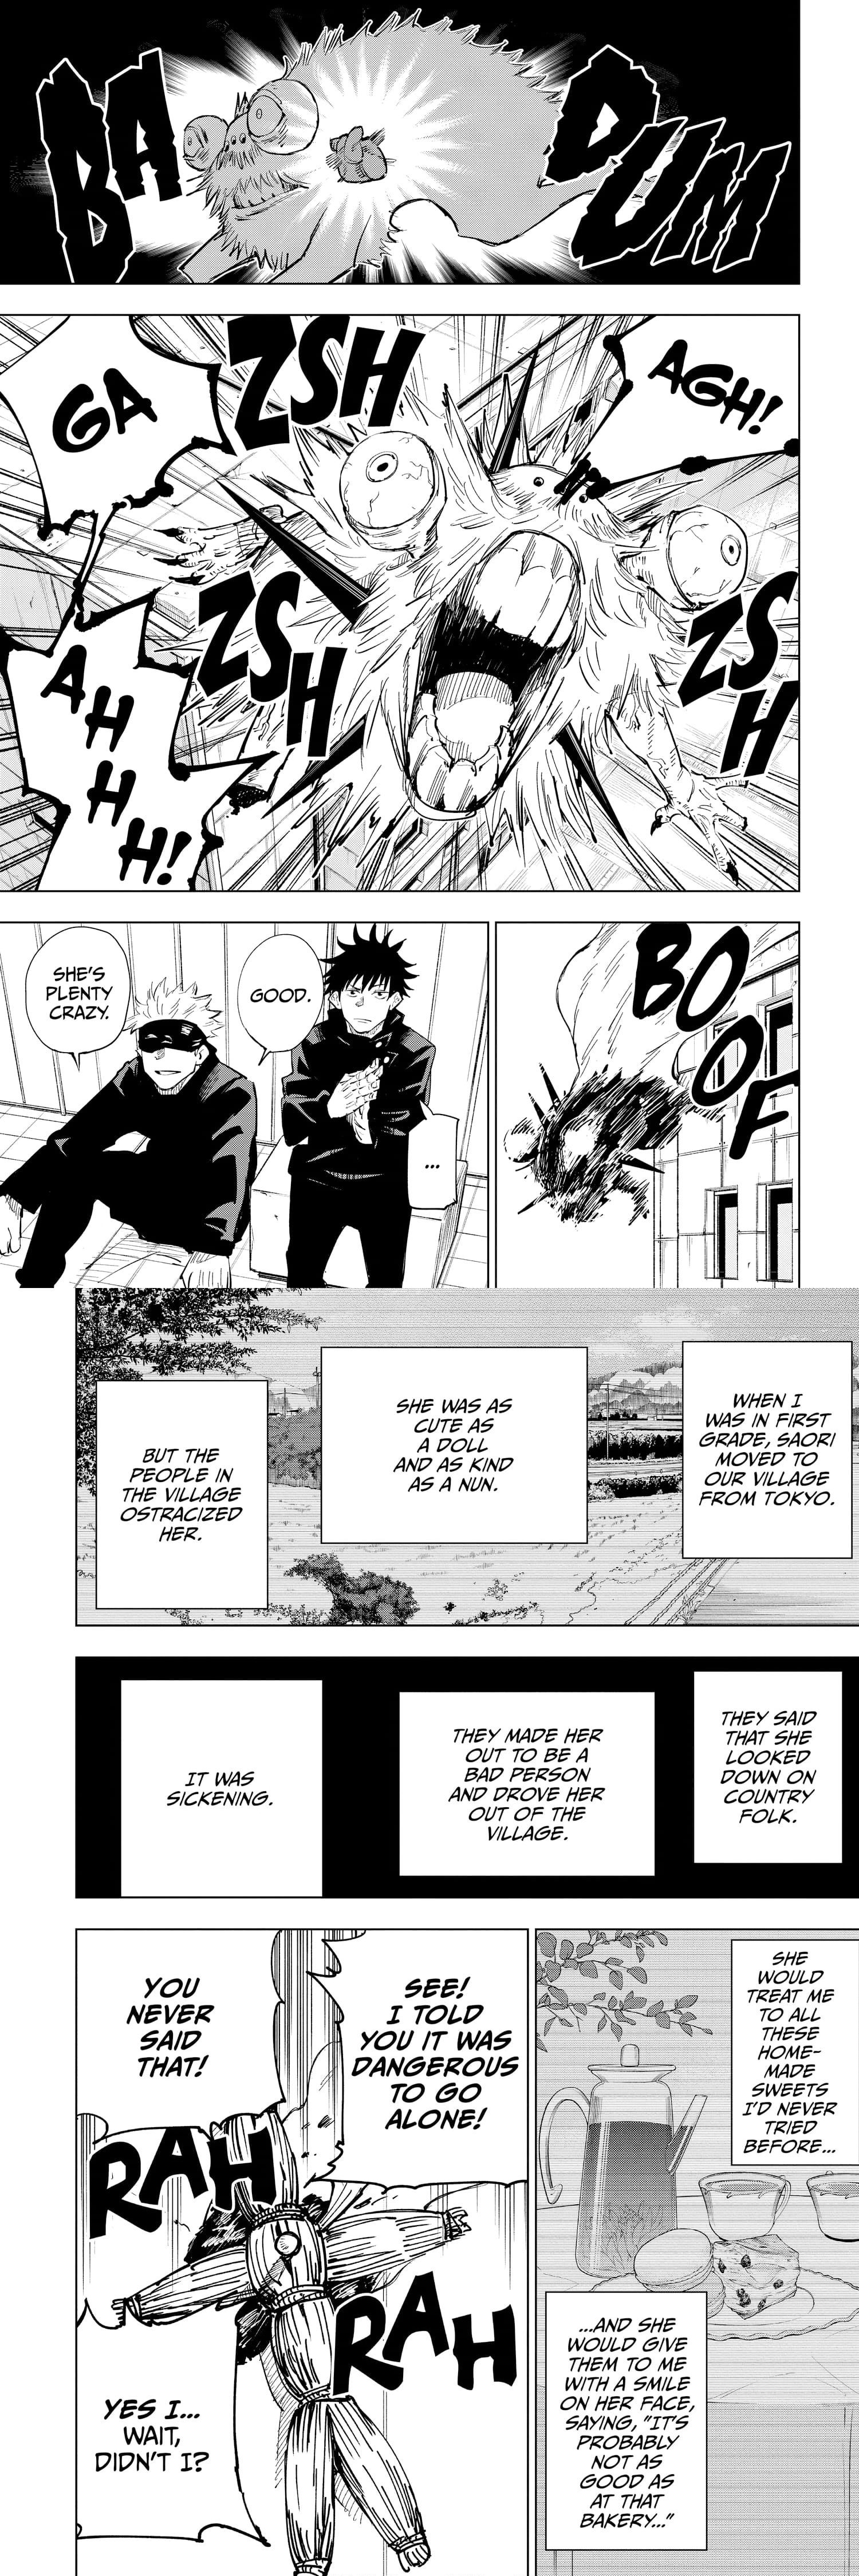 BA
DUM
AGH!
ZSH
GA
AH
H
H
H!
ZSH
ZSH
BOOF
GOOD.
...
SHE'S
PLENTY
CRAZY.
WHEN I
WAS IN FIRST
GRADE, SAORI
MOVED TO
OUR VILLAGE
FROM TOKYO.
SHE WAS AS
CUTE AS
A DOLL
AND AS KIND
AS A NUN.
BUT THE
PEOPLE IN
THE VILLAGE
OSTRACIZED
HER.
THEY SAID
THAT SHE
LOOKED
DOWN ON
COUNTRY
FOLK.
THEY MADE HER
OUT TO BE A
BAD PERSON
AND DROVE HER
OUT OF THE
VILLAGE.
IT WAS
SICKENING.
SHE
WOULD
TREAT ME
TO ALL
THESE
HOME-
MADE
SWEETS
I'D NEVER
TRIED
BEFORE...
...AND SHE
WOULD GIVE
THEM TO ME
WITH A SMILE
ON HER FACE,
SAYING, "IT'S
PROBABLY
NOT AS
GOOD AS
AT THAT
BAKERY..."
SEE!
I TOLD
YOU IT WAS
DANGEROUS
TO GO
ALONE!
YOU
NEVER
SAID
THAT!
RAH
RAH
YES I...
WAIT,
DIDN'T I?